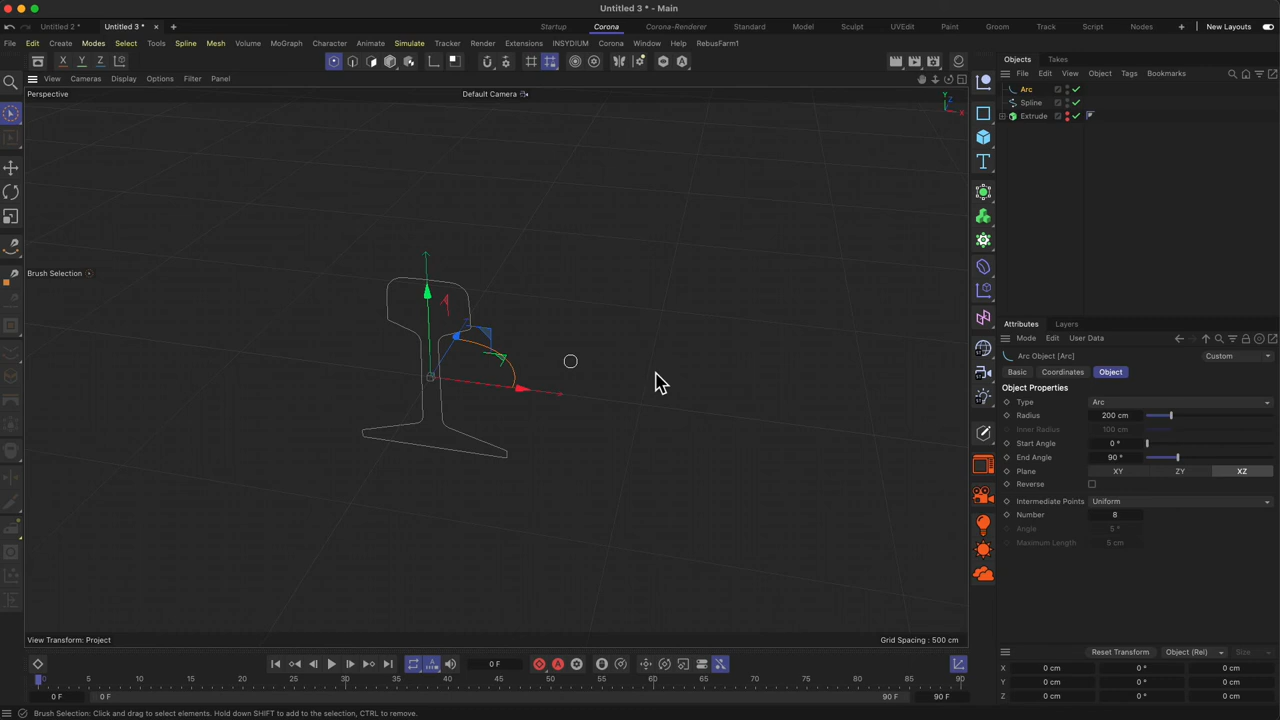 Untitled 3 * - Main
Untitled 2 * Untitled 3 * × + Startup Corona Corona-Renderer Standard Model Sculpt UVEdit Paint Groom Track Script Nodes + New Layouts
File Edit Create Modes Select Tools Spline Mesh Volume MoGraph Character Animate Simulate Tracker Render Extensions INSYDIUM Corona Window Help RebusFarm1
X Y Z
Objects Takes
View Cameras Display Options Filter Panel
File Edit View Object Tags Bookmarks
Perspective
Default Camera
Y Z X
Arc
Spline
Extrude
Brush Selection
Attributes Layers
Mode Edit User Data
Arc Object [Arc]
Custom
Basic Coordinates Object
Object Properties
Type Arc
Radius 200 cm
Inner Radius 100 cm
Start Angle 0 °
End Angle 90 °
Plane XY ZY XZ
Reverse
Intermediate Points Uniform
Number 8
Angle 5 °
Maximum Length 5 cm
View Transform: Project
Grid Spacing : 500 cm
0 F
Reset Transform Object (Rel) Size
0 5 10 15 20 25 30 35 40 45 50 55 60 65 70 75 80 85 90
0 F 0 F 90 F 90 F
X 0 cm 0 ° 0 cm
Y 0 cm 0 ° 0 cm
Z 0 cm 0 ° 0 cm
Brush Selection: Click and drag to select elements. Hold down SHIFT to add to the selection, CTRL to remove.